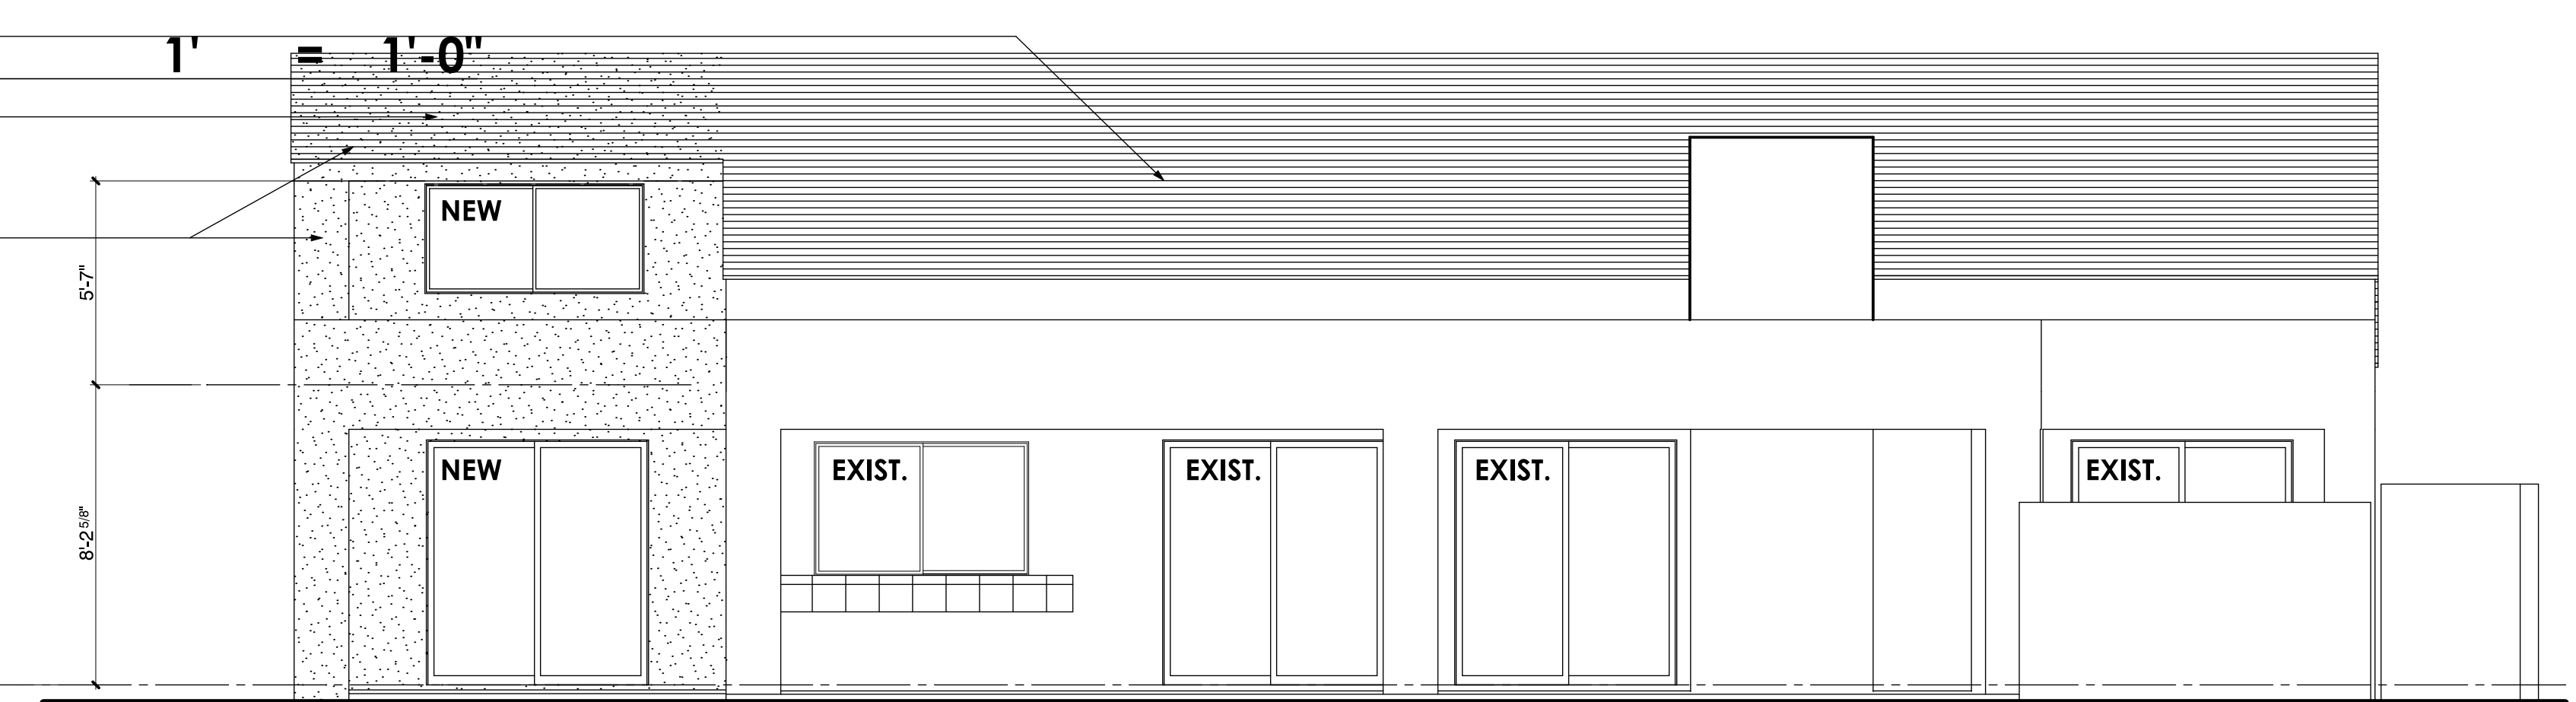 1' = 1'-0"
NEW
5'-7"
NEW
EXIST.
EXIST.
EXIST.
EXIST.
8'-2 5/8"